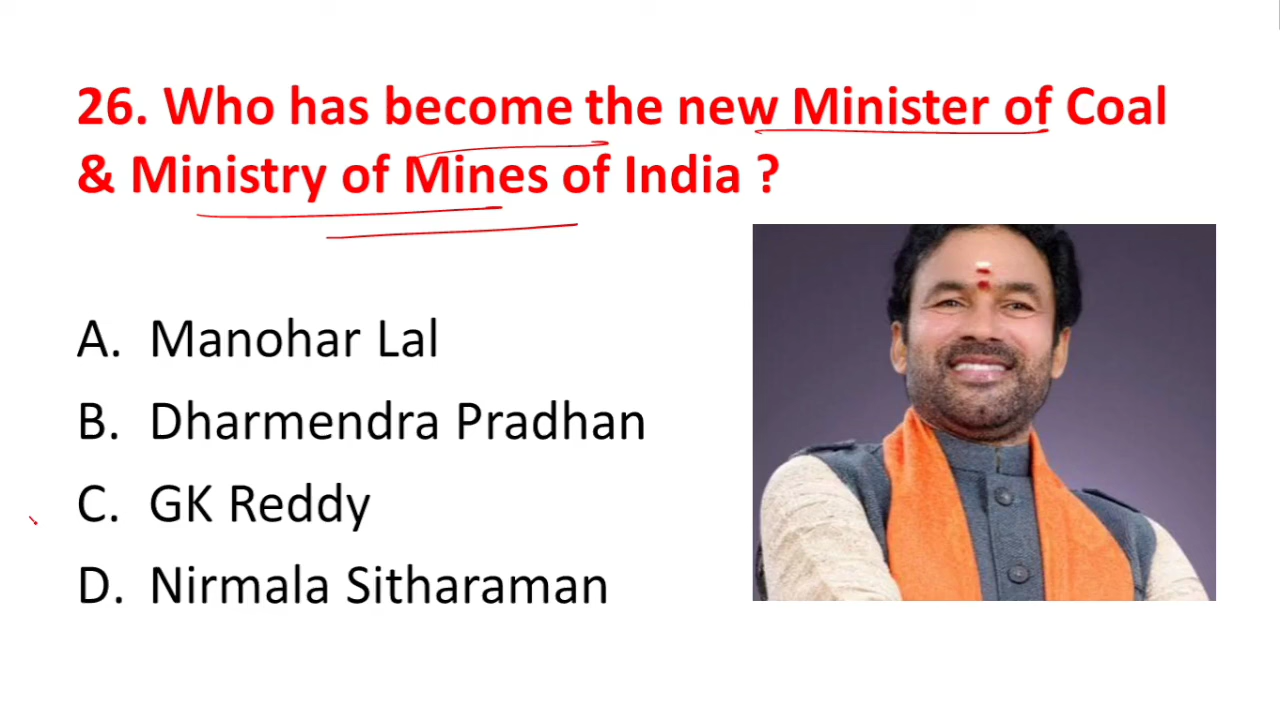 26. Who has become the new Minister of Coal
& Ministry of Mines of India ?
A. Manohar Lal
B. Dharmendra Pradhan
C. GK Reddy
D. Nirmala Sitharaman